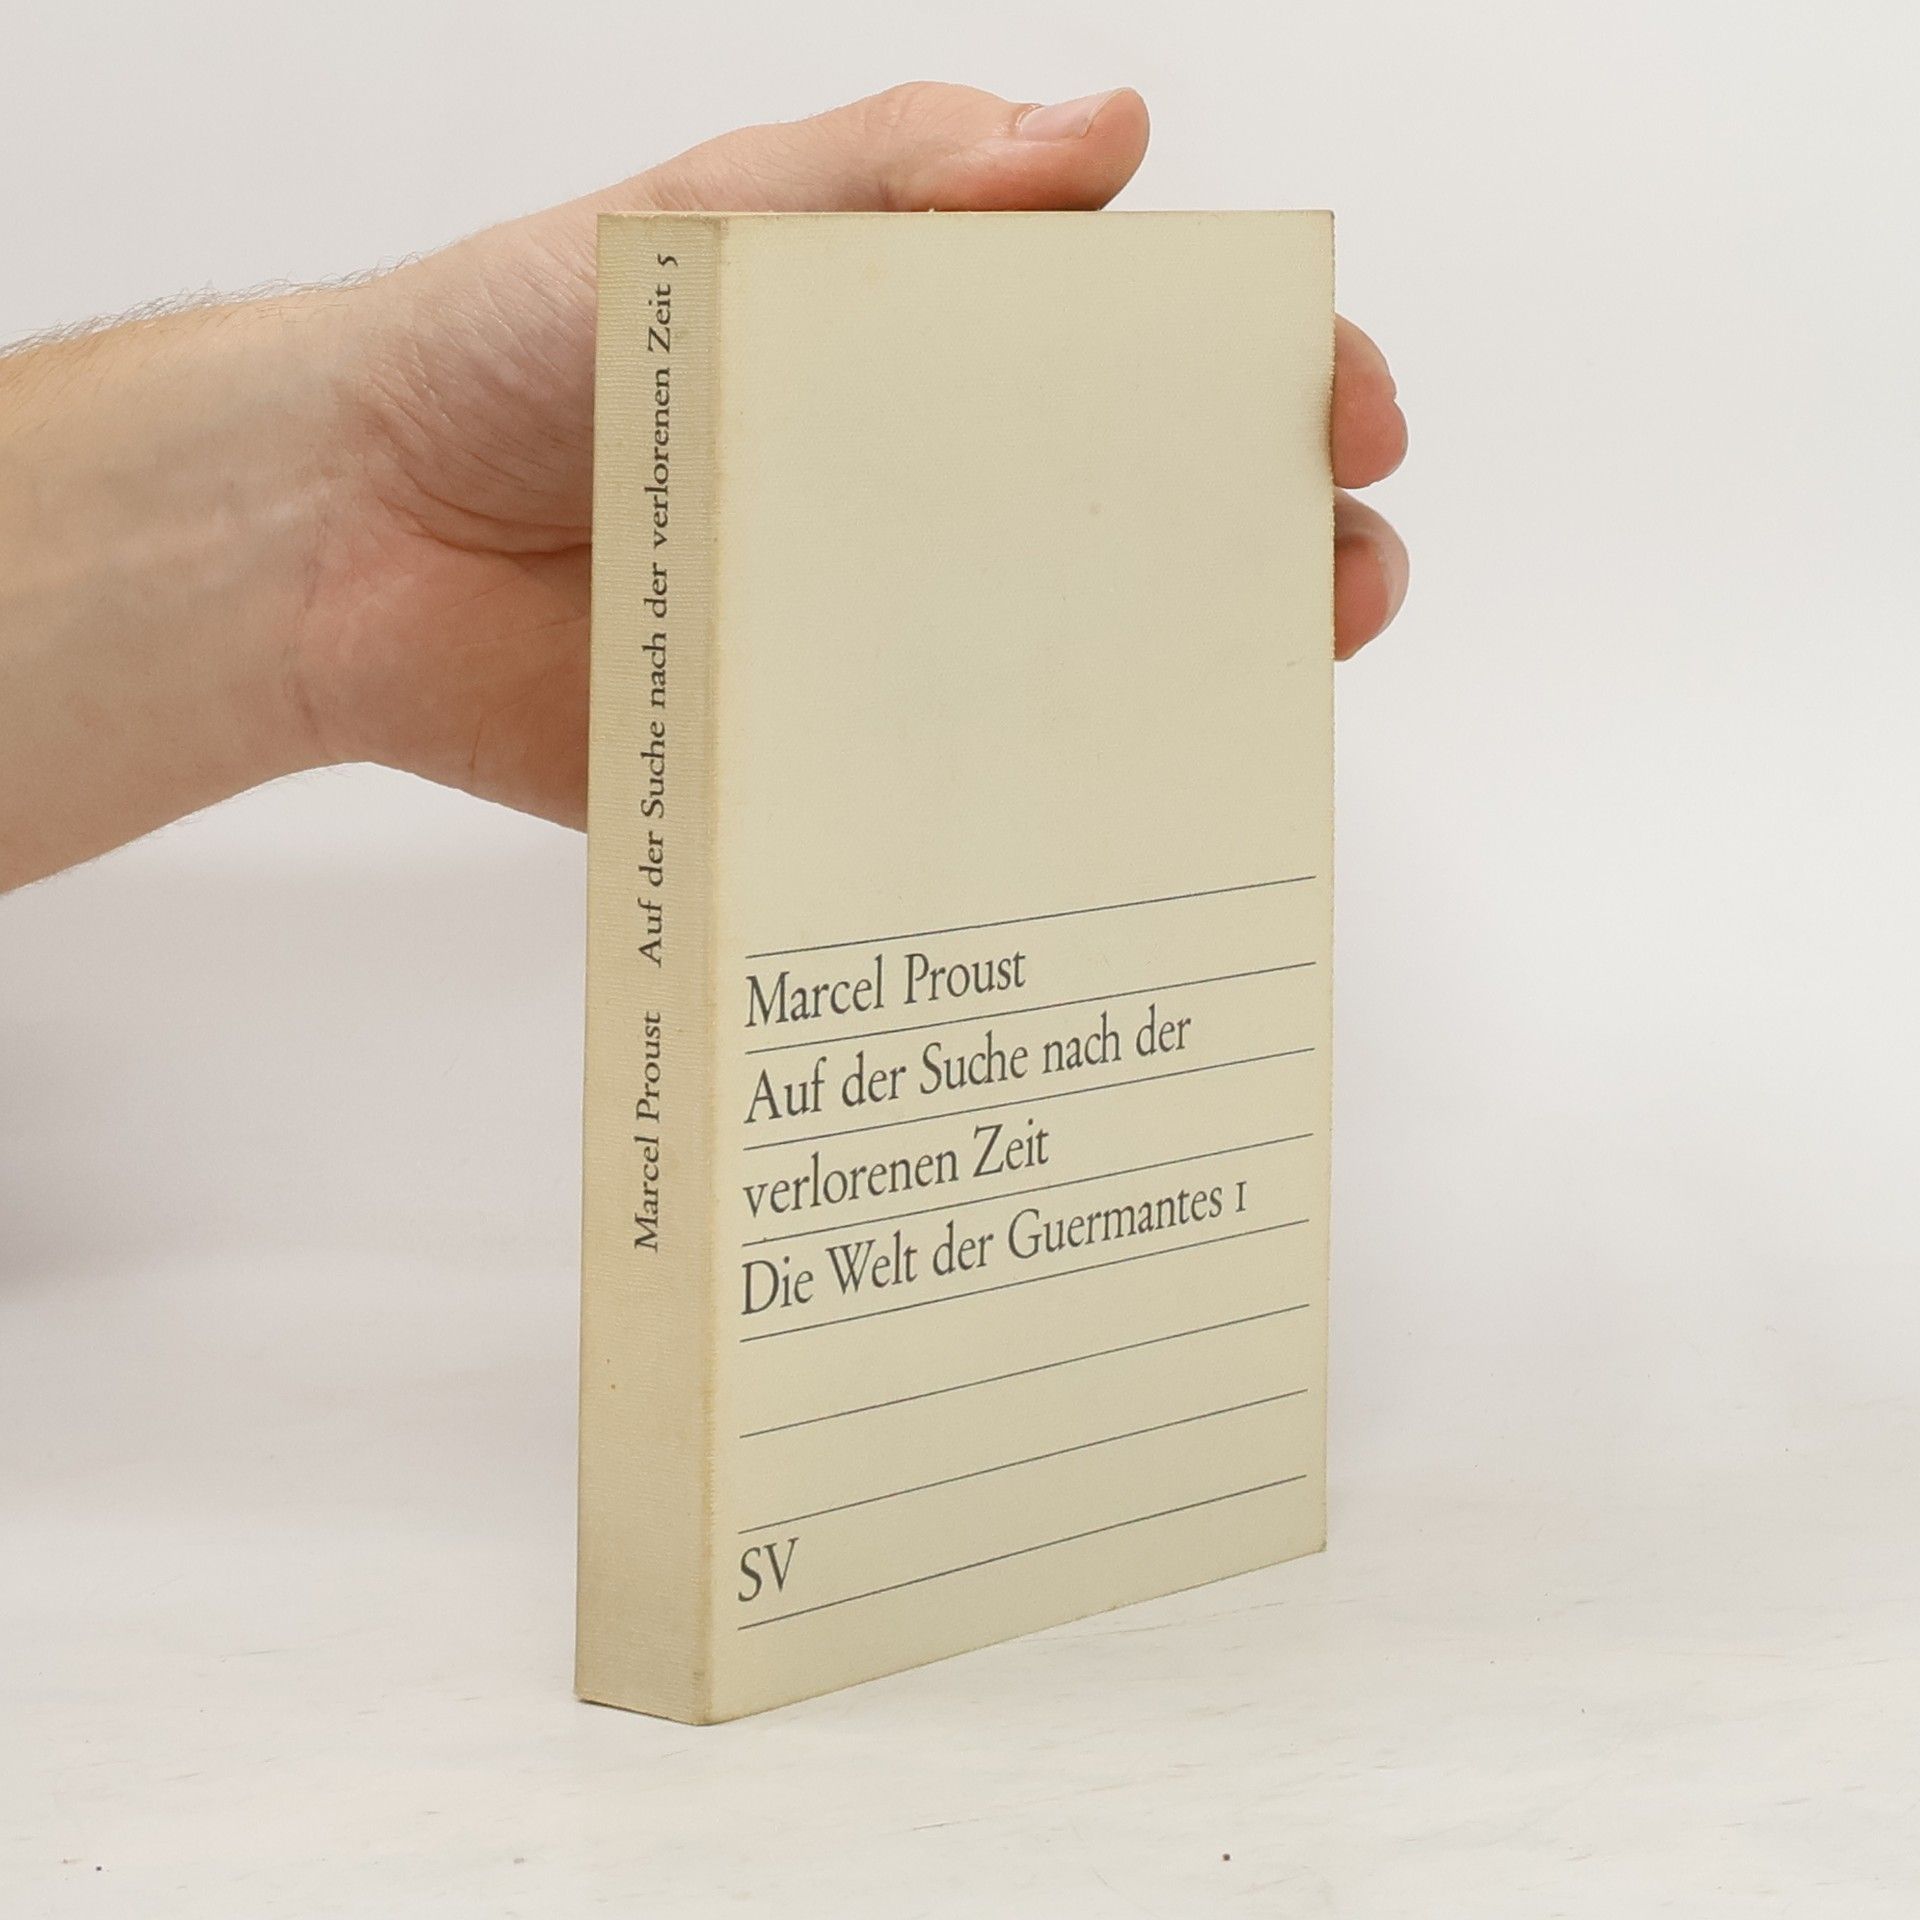 Marcel Proust Auf der Suche nach der verlorenen Zeit 5
Marcel Proust
Auf der Suche nach der
verlorenen Zeit
Die Welt der Guermantes I
SV